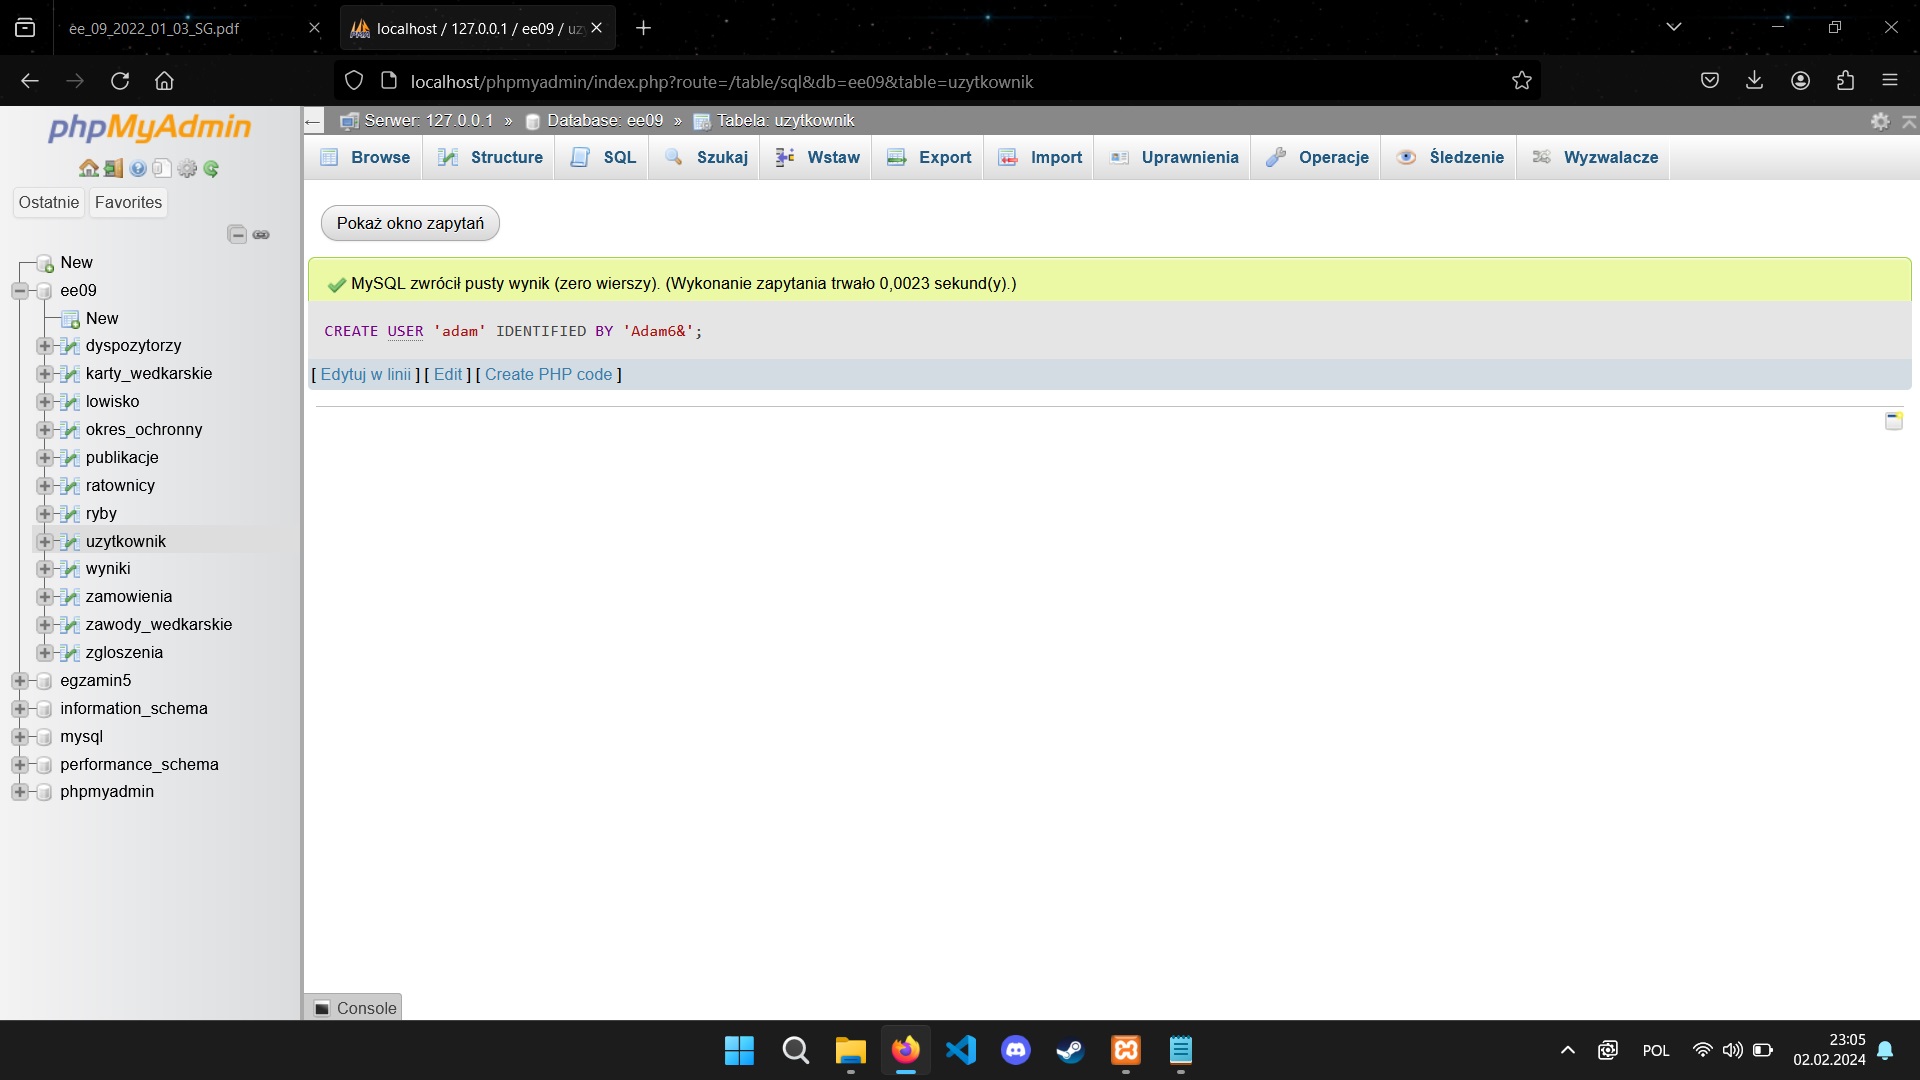 ee_09_2022_01_03_SG.pdf
localhost / 127.0.0.1 / ee09 / uz
localhost/phpmyadmin/index.php?route=/table/sql&db=ee09&table=uzytkownik
phpMyAdmin
Ostatnie
Favorites
New
ee09
New
dyspozytorzy
karty_wedkarskie
lowisko
okres_ochronny
publikacje
ratownicy
ryby
uzytkownik
wyniki
zamowienia
zawody_wedkarskie
zgloszenia
egzamin5
information_schema
mysql
performance_schema
phpmyadmin
Serwer: 127.0.0.1 » Database: ee09 » Tabela: uzytkownik
Browse Structure SQL Szukaj Wstaw Export Import Uprawnienia Operacje Śledzenie Wyzwalacze
Pokaż okno zapytań
MySQL zwrócił pusty wynik (zero wierszy). (Wykonanie zapytania trwało 0,0023 sekund(y).)
CREATE USER 'adam' IDENTIFIED BY 'Adam6&';
[ Edytuj w linii ] [ Edit ] [ Create PHP code ]
Console
POL
23:05
02.02.2024